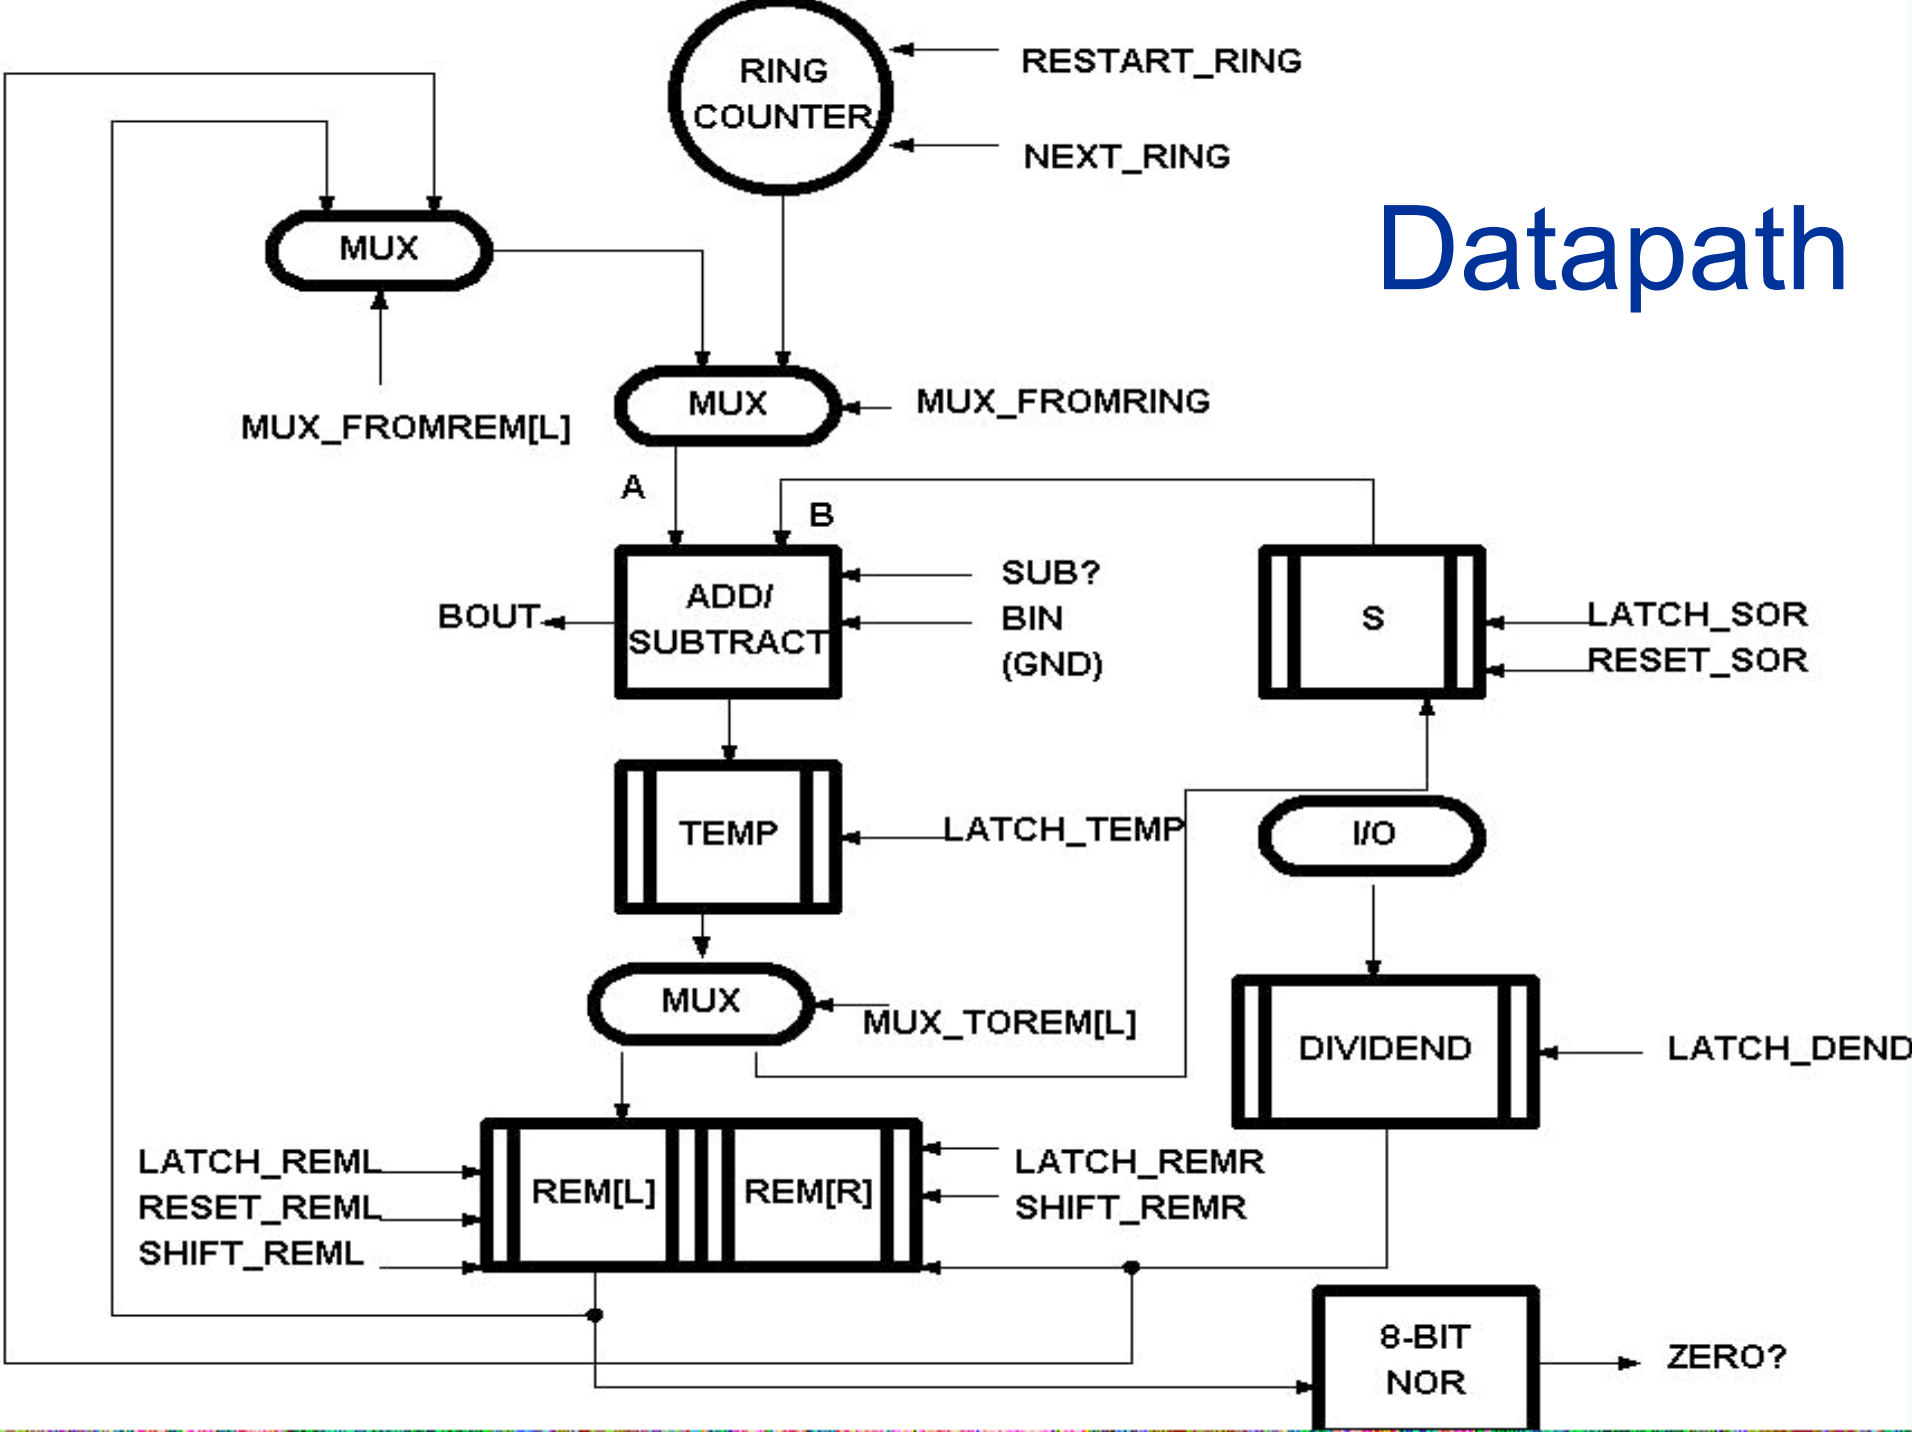 RING
COUNTER
RESTART_RING
NEXT_RING
Datapath
MUX
MUX_FROMREM[L]
MUX
MUX_FROMRING
A
B
ADD/
SUBTRACT
BOUT
SUB?
BIN
(GND)
S
LATCH_SOR
RESET_SOR
TEMP
LATCH_TEMP
I/O
MUX
MUX_TOREM[L]
DIVIDEND
LATCH_DEND
LATCH_REML
RESET_REML
SHIFT_REML
REM[L]
REM[R]
LATCH_REMR
SHIFT_REMR
8-BIT
NOR
ZERO?